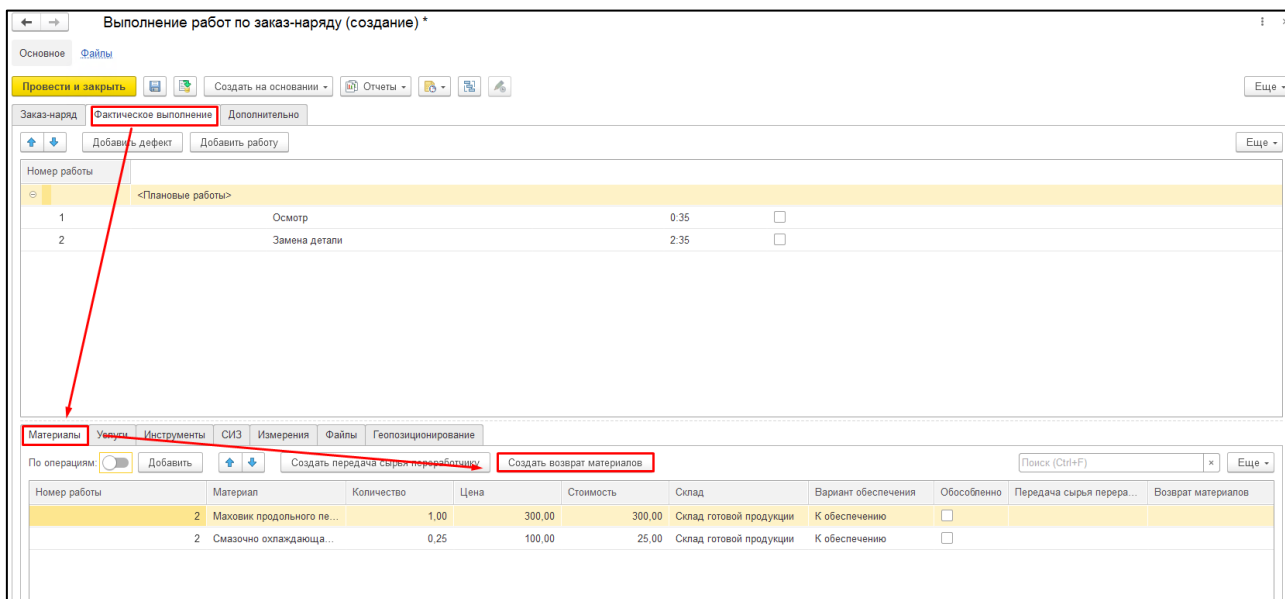 Выполнение работ по заказ-наряду (создание) *
Основное Файлы
Провести и закрыть Создать на основании Отчеты Еще
Заказ-наряд Фактическое выполнение Дополнительно
Добавить дефект Добавить работу Еще
Номер работы
<Плановые работы>
1 Осмотр 0:35
2 Замена детали 2:35
Материалы Услуги Инструменты СИЗ Измерения Файлы Геопозиционирование
По операциям: Добавить Создать передача сырья переработчику Создать возврат материалов Поиск (Ctrl+F) × Еще
Номер работы Материал Количество Цена Стоимость Склад Вариант обеспечения Обособленно Передача сырья перера... Возврат материалов
2 Маховик продольного пе... 1,00 300,00 300,00 Склад готовой продукции К обеспечению
2 Смазочно охлаждающа... 0,25 100,00 25,00 Склад готовой продукции К обеспечению